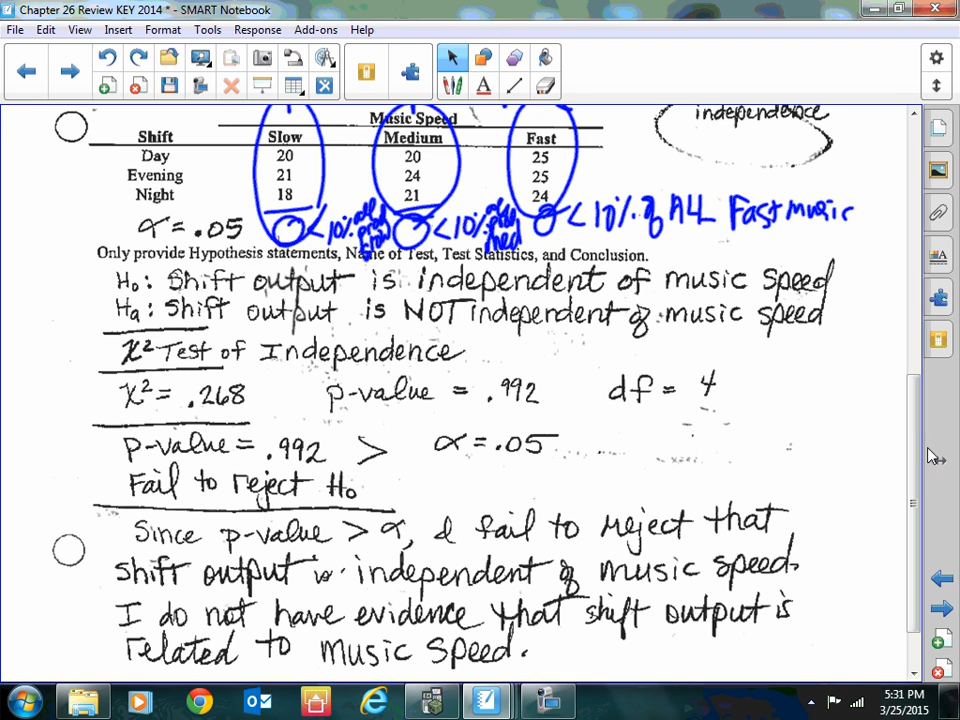 Chapter 26 Review KEY 2014 * - SMART Notebook
File Edit View Insert Format Tools Response Add-ons Help
independence
Music Speed
Shift Slow Medium Fast
Day 20 20 25
Evening 21 24 25
Night 18 21 24
α = .05 < 10% all < 10% of all med < 10% of ALL Fast music
Only provide Hypothesis statements, Name of Test, Test Statistics, and Conclusion.
H₀: Shift output is independent of music speed
Hₐ: Shift output is NOT independent of music speed
χ² Test of Independence
χ² = .268 p-value = .992 df = 4
p-value = .992 > α = .05
Fail to reject H₀
Since p-value > α, I fail to reject that
shift output is independent of music speed.
I do not have evidence that shift output is
related to music speed.
5:31 PM
3/25/2015